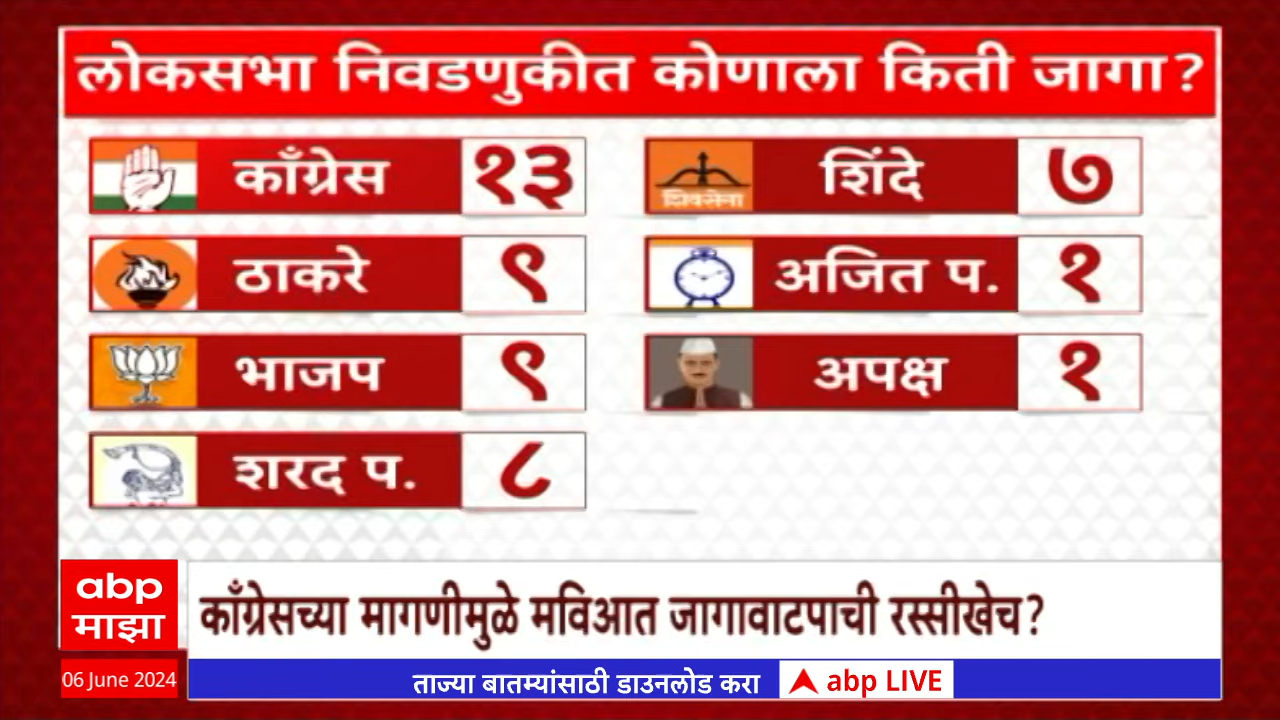 लोकसभा निवडणुकीत कोणाला किती जागा?
काँग्रेस १३
ठाकरे ९
भाजप ९
शरद प. ८
शिवसेना शिंदे ७
अजित प. १
अपक्ष १
abp माझा
काँग्रेसच्या मागणीमुळे मविआत जागावाटपाची रस्सीखेच?
06 June 2024
ताज्या बातम्यांसाठी डाउनलोड करा abp LIVE